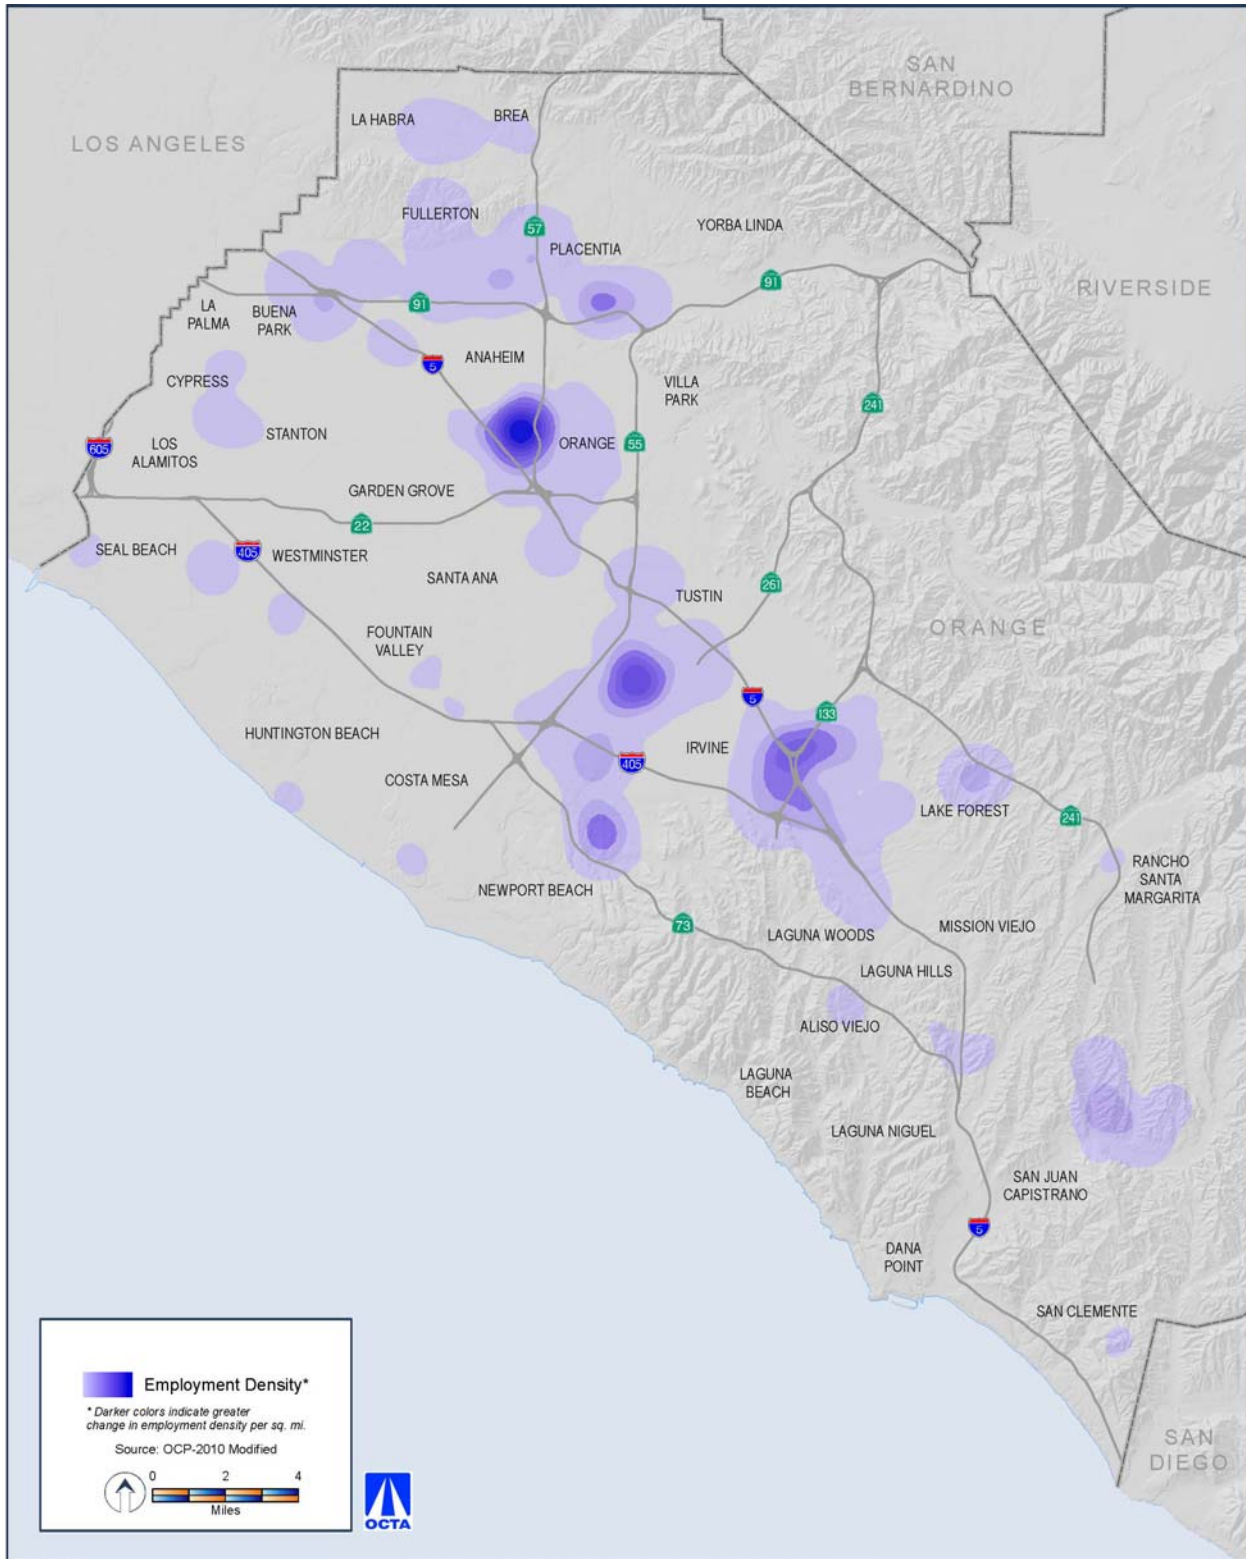 SAN
BERNARDINO
LA HABRA
BREA
LOS ANGELES
FULLERTON
57
PLACENTIA
YORBA LINDA
91
RIVERSIDE
LA
PALMA
BUENA
PARK
91
ANAHEIM
5
CYPRESS
VILLA
PARK
241
STANTON
605
LOS
ALAMITOS
ORANGE
55
GARDEN GROVE
22
SEAL BEACH
405
WESTMINSTER
SANTA ANA
261
TUSTIN
ORANGE
FOUNTAIN
VALLEY
5
133
HUNTINGTON BEACH
IRVINE
405
COSTA MESA
LAKE FOREST
241
RANCHO
SANTA
MARGARITA
NEWPORT BEACH
73
LAGUNA WOODS
MISSION VIEJO
LAGUNA HILLS
ALISO VIEJO
LAGUNA
BEACH
LAGUNA NIGUEL
SAN JUAN
CAPISTRANO
5
DANA
POINT
SAN CLEMENTE
Employment Density*
* Darker colors indicate greater
change in employment density per sq. mi.
Source: OCP-2010 Modified
0 2 4
Miles
OCTA
SAN
DIEGO